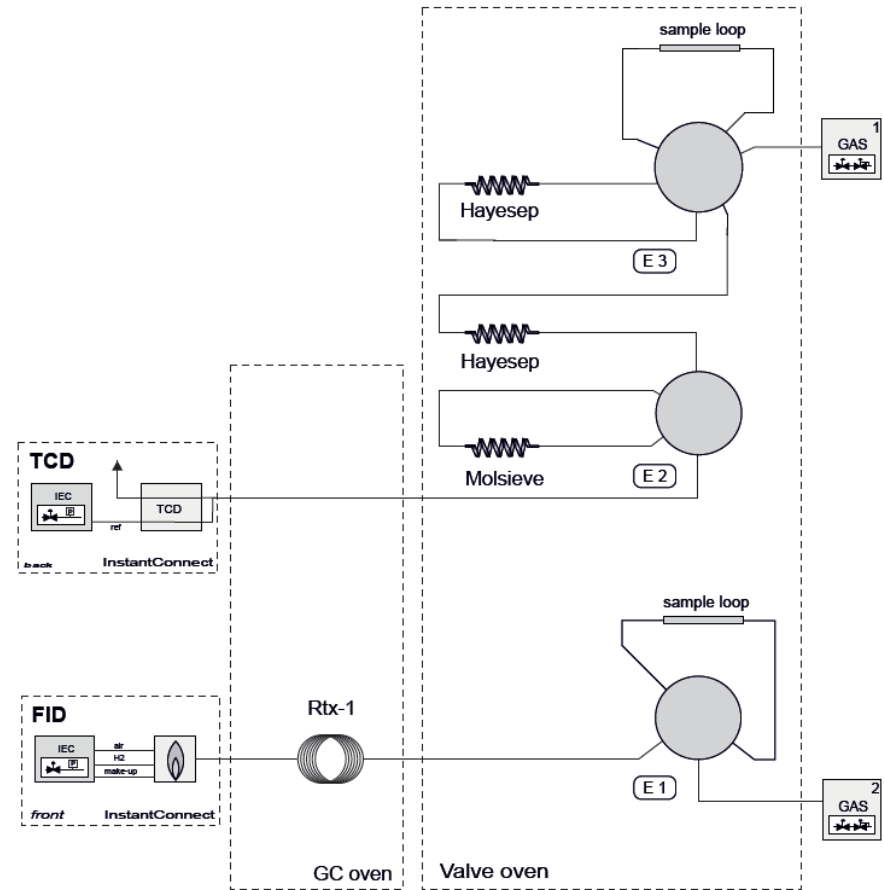 sample loop
1
GAS
Hayesep
E 3
Hayesep
Molsieve
E 2
TCD
IEC
P
TCD
ref
back InstantConnect
sample loop
Rtx-1
FID
IEC
P
air
H2
make-up
front InstantConnect
E 1
2
GAS
GC oven
Valve oven